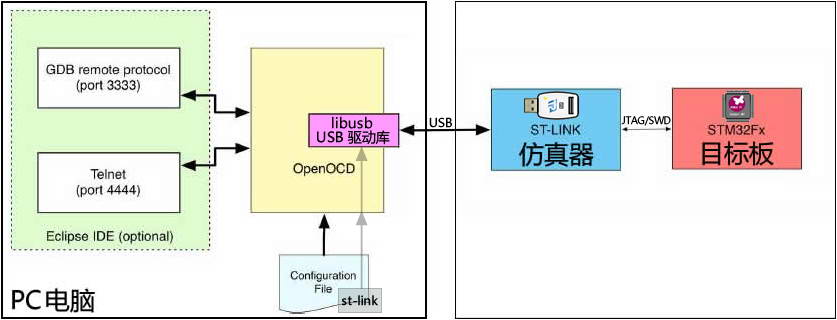 GDB remote protocol
(port 3333)
Telnet
(port 4444)
Eclipse IDE (optional)
libusb
USB 驱动库
OpenOCD
Configuration
File
st-link
PC电脑
USB
ST-LINK
仿真器
JTAG/SWD
STM32Fx
目标板